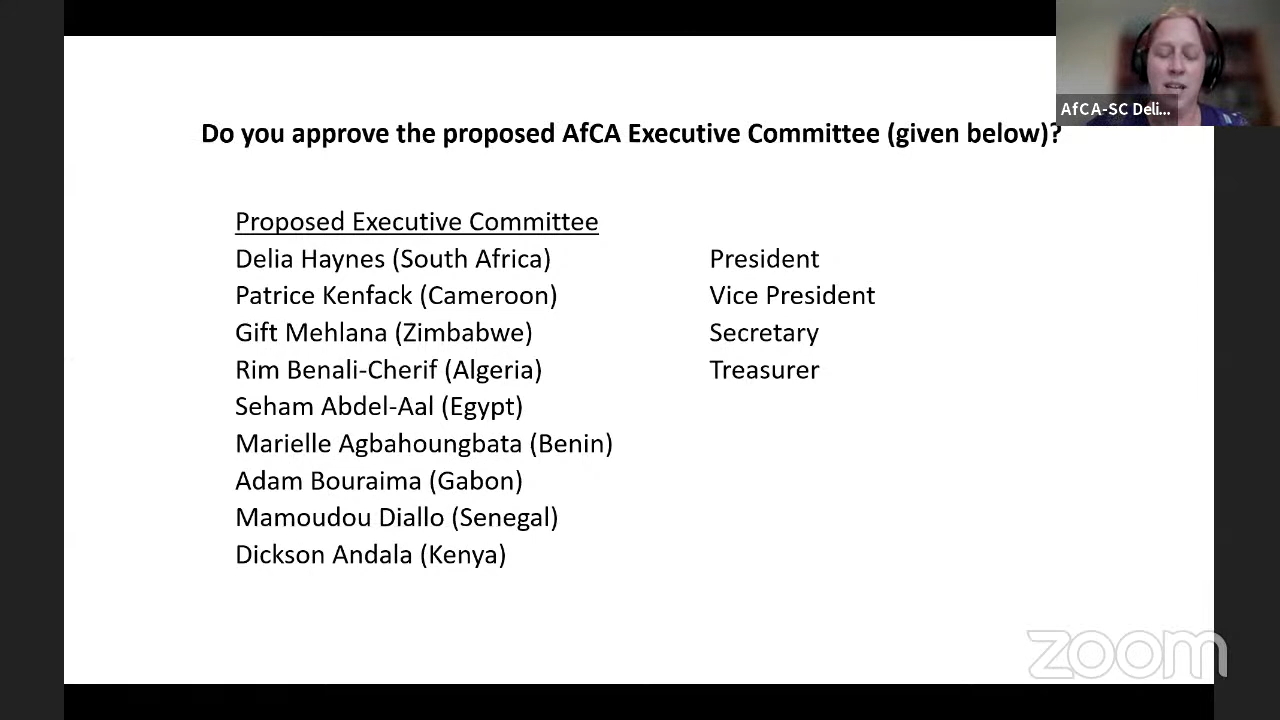 Do you approve the proposed AfCA Executive Committee (given below)?
Proposed Executive Committee
Delia Haynes (South Africa) President
Patrice Kenfack (Cameroon) Vice President
Gift Mehlana (Zimbabwe) Secretary
Rim Benali-Cherif (Algeria) Treasurer
Seham Abdel-Aal (Egypt)
Marielle Agbahoungbata (Benin)
Adam Bouraima (Gabon)
Mamoudou Diallo (Senegal)
Dickson Andala (Kenya)
AfCA-SC Deli...
zoom